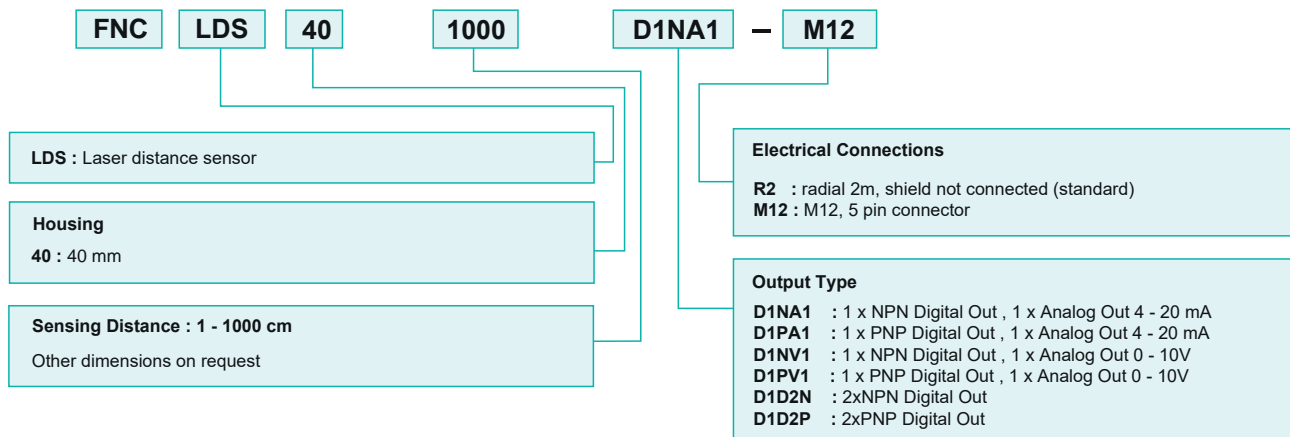 FNC LDS 40 1000 D1NA1 – M12
LDS : Laser distance sensor
Housing
40 : 40 mm
Sensing Distance : 1 - 1000 cm
Other dimensions on request
Electrical Connections
R2 : radial 2m, shield not connected (standard)
M12 : M12, 5 pin connector
Output Type
D1NA1 : 1 x NPN Digital Out , 1 x Analog Out 4 - 20 mA
D1PA1 : 1 x PNP Digital Out , 1 x Analog Out 4 - 20 mA
D1NV1 : 1 x NPN Digital Out , 1 x Analog Out 0 - 10V
D1PV1 : 1 x PNP Digital Out , 1 x Analog Out 0 - 10V
D1D2N : 2xNPN Digital Out
D1D2P : 2xPNP Digital Out